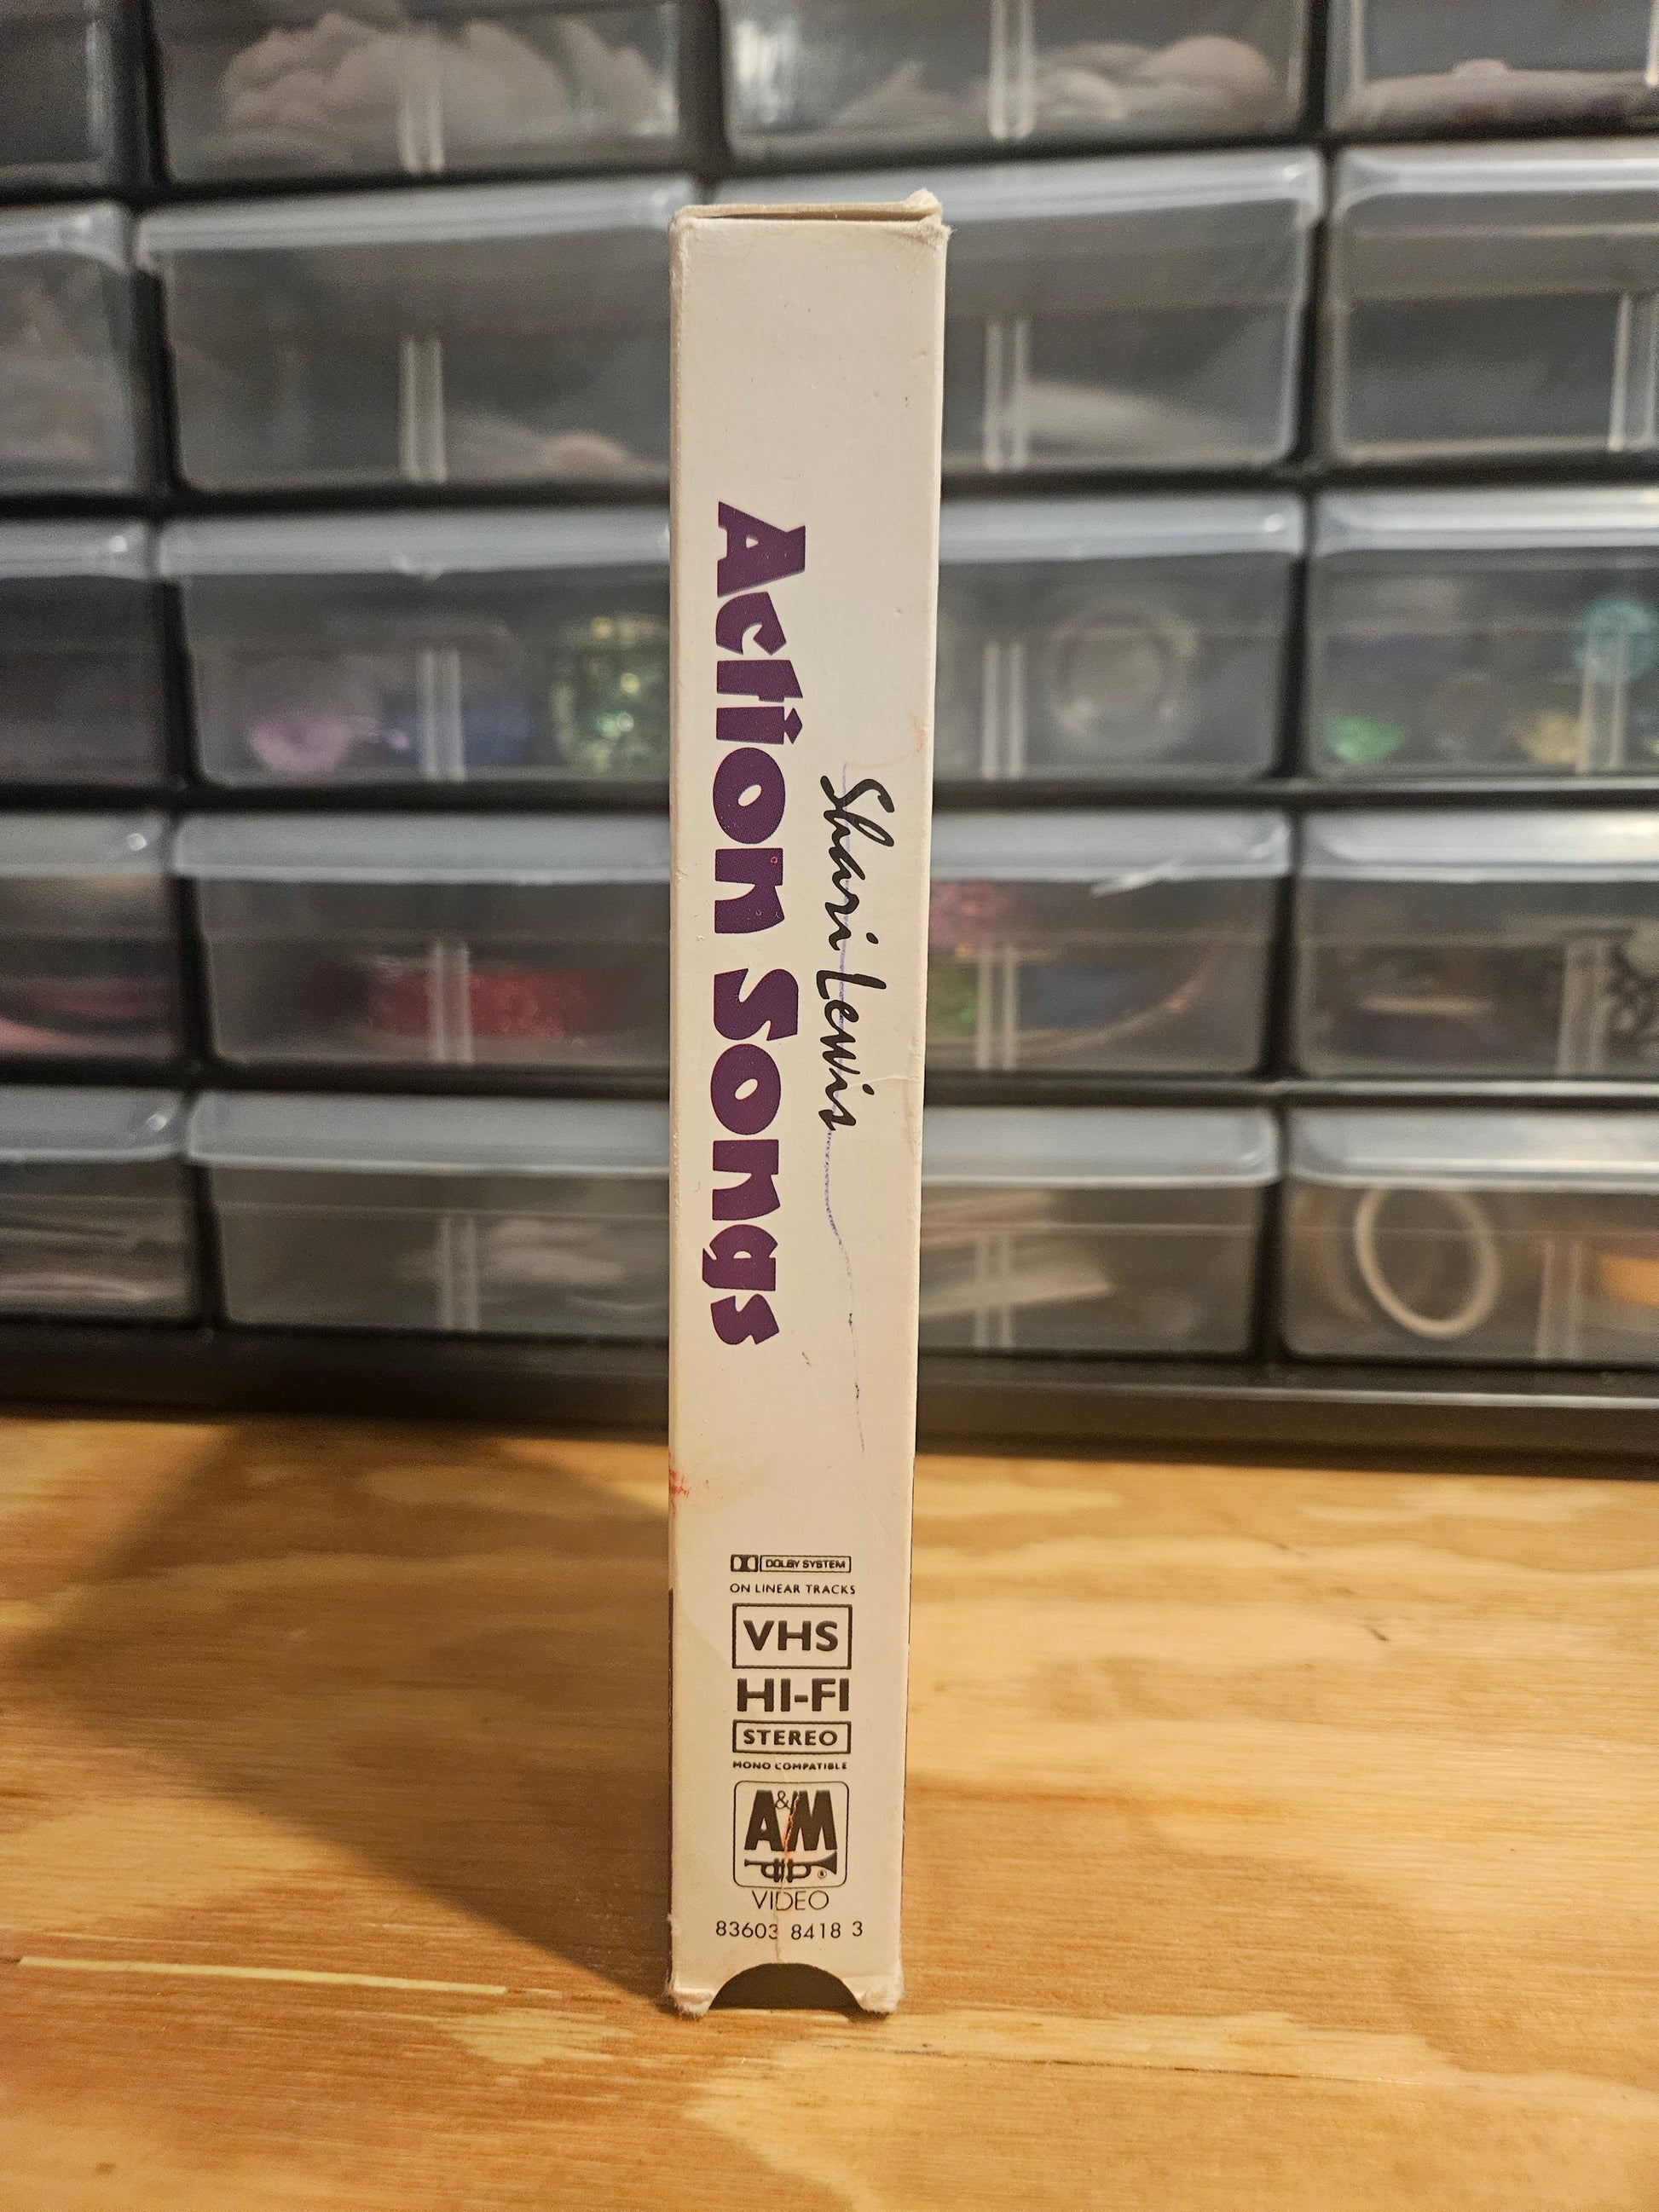 Shari Lewis
Action Songs
DOLBY SYSTEM
ON LINEAR TRACKS
VHS
HI-FI
STEREO
MONO COMPATIBLE
A&M
®
VIDEO
83603 8418 3